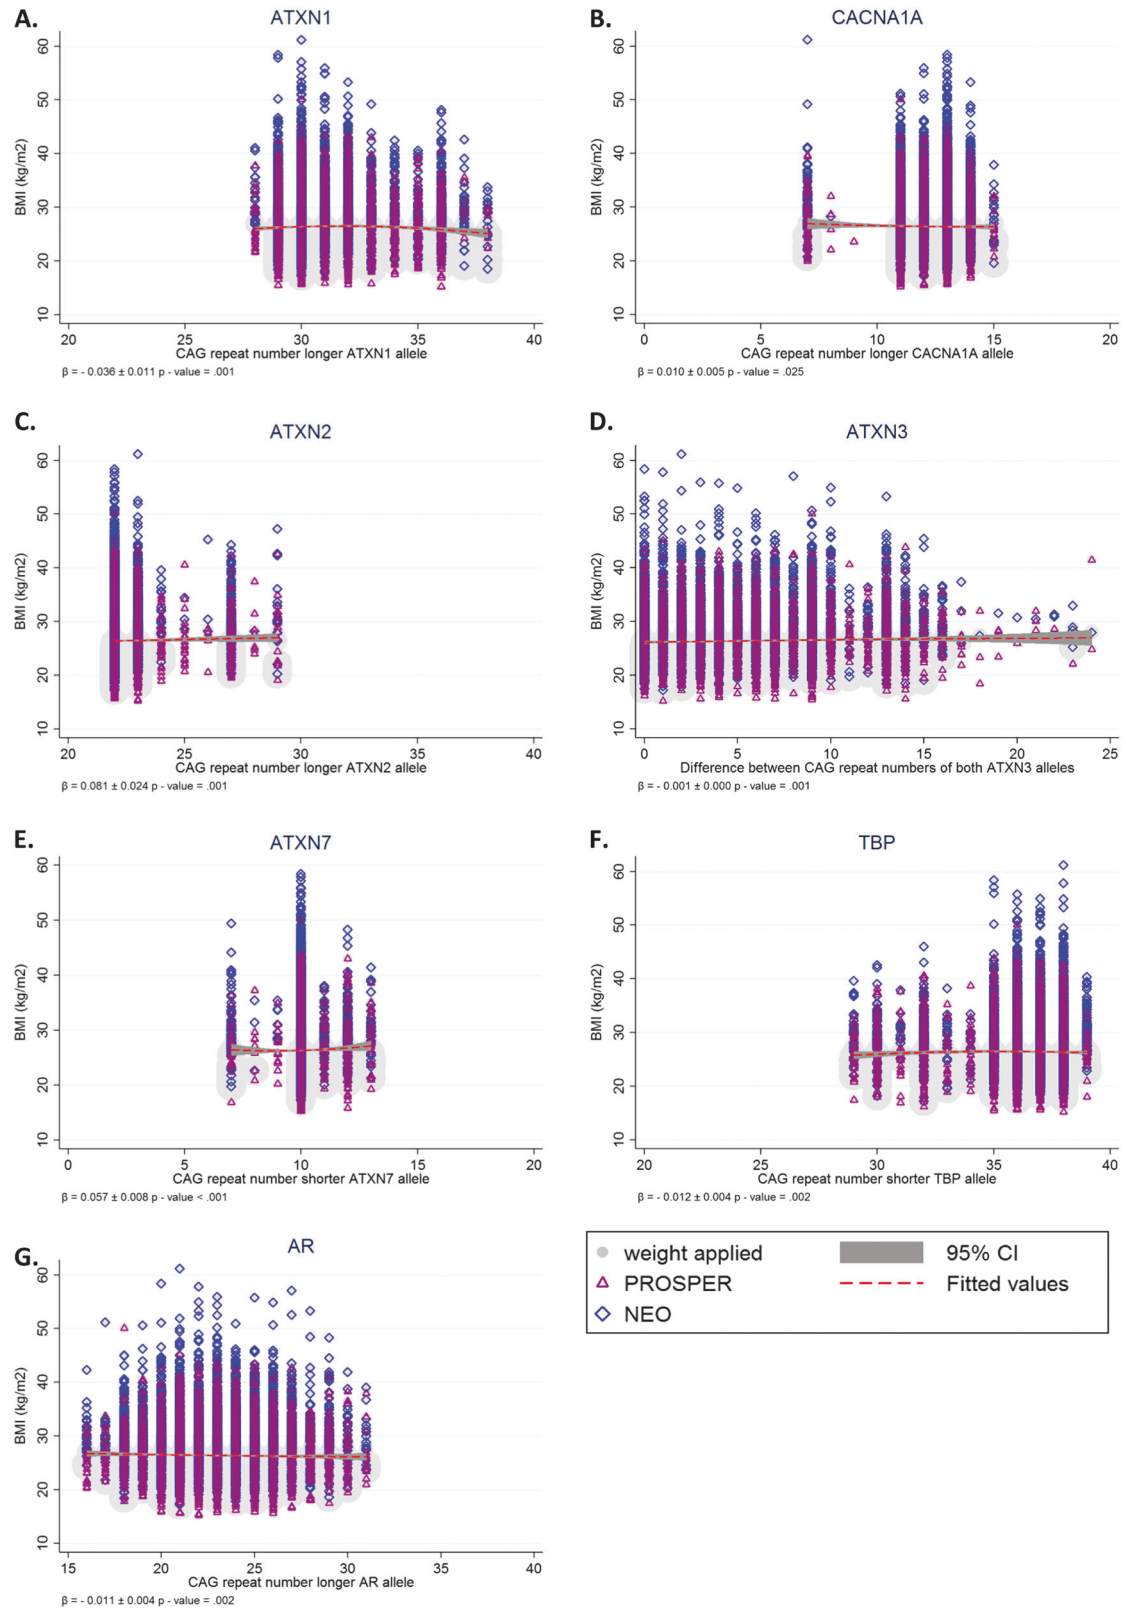 A.
ATXN1
BMI (kg/m2)
60
50
40
30
20
10
20 25 30 35 40
CAG repeat number longer ATXN1 allele
β = - 0.036 ± 0.011 p - value = .001
B.
CACNA1A
BMI (kg/m2)
60
50
40
30
20
10
0 5 10 15 20
CAG repeat number longer CACNA1A allele
β = 0.010 ± 0.005 p - value = .025
C.
ATXN2
BMI (kg/m2)
60
50
40
30
20
10
20 25 30 35 40
CAG repeat number longer ATXN2 allele
β = 0.081 ± 0.024 p - value = .001
D.
ATXN3
BMI (kg/m2)
60
50
40
30
20
10
0 5 10 15 20 25
Difference between CAG repeat numbers of both ATXN3 alleles
β = - 0.001 ± 0.000 p - value = .001
E.
ATXN7
BMI (kg/m2)
60
50
40
30
20
10
0 5 10 15 20
CAG repeat number shorter ATXN7 allele
β = 0.057 ± 0.008 p - value < .001
F.
TBP
BMI (kg/m2)
60
50
40
30
20
10
20 25 30 35 40
CAG repeat number shorter TBP allele
β = - 0.012 ± 0.004 p - value = .002
G.
AR
BMI (kg/m2)
60
50
40
30
20
10
15 20 25 30 35 40
CAG repeat number longer AR allele
β = - 0.011 ± 0.004 p - value = .002
weight applied 95% CI
PROSPER Fitted values
NEO